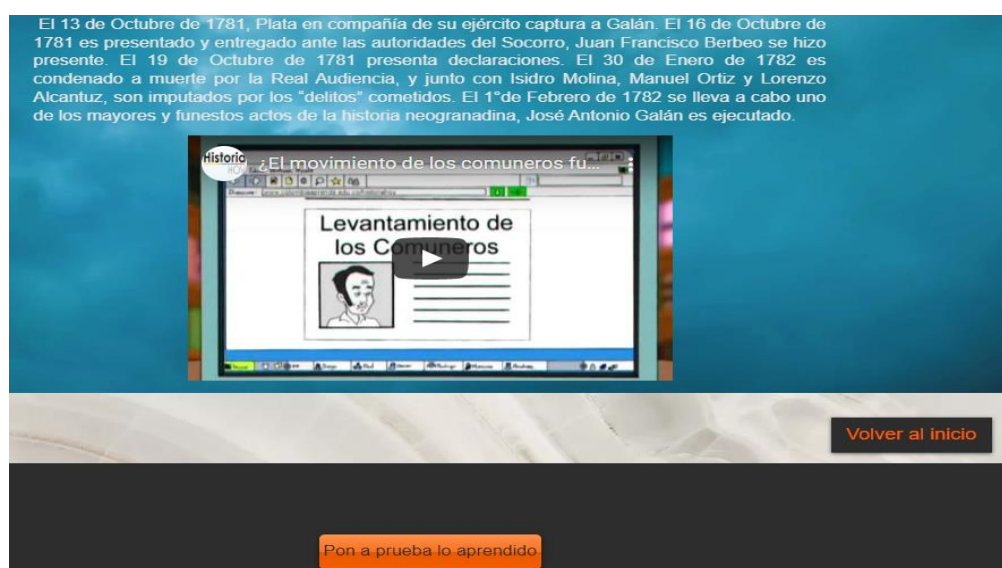 El 13 de Octubre de 1781, Plata en compañía de su ejército captura a Galán. El 16 de Octubre de
1781 es presentado y entregado ante las autoridades del Socorro, Juan Francisco Berbeo se hizo
presente. El 19 de Octubre de 1781 presenta declaraciones. El 30 de Enero de 1782 es
condenado a muerte por la Real Audiencia, y junto con Isidro Molina, Manuel Ortiz y Lorenzo
Alcantuz, son imputados por los “delitos” cometidos. El 1°de Febrero de 1782 se lleva a cabo uno
de los mayores y funestos actos de la historia neogranadina, José Antonio Galán es ejecutado.
Historia
¿El movimiento de los comuneros fu...
Levantamiento de
los Comuneros
Volver al inicio
Pon a prueba lo aprendido